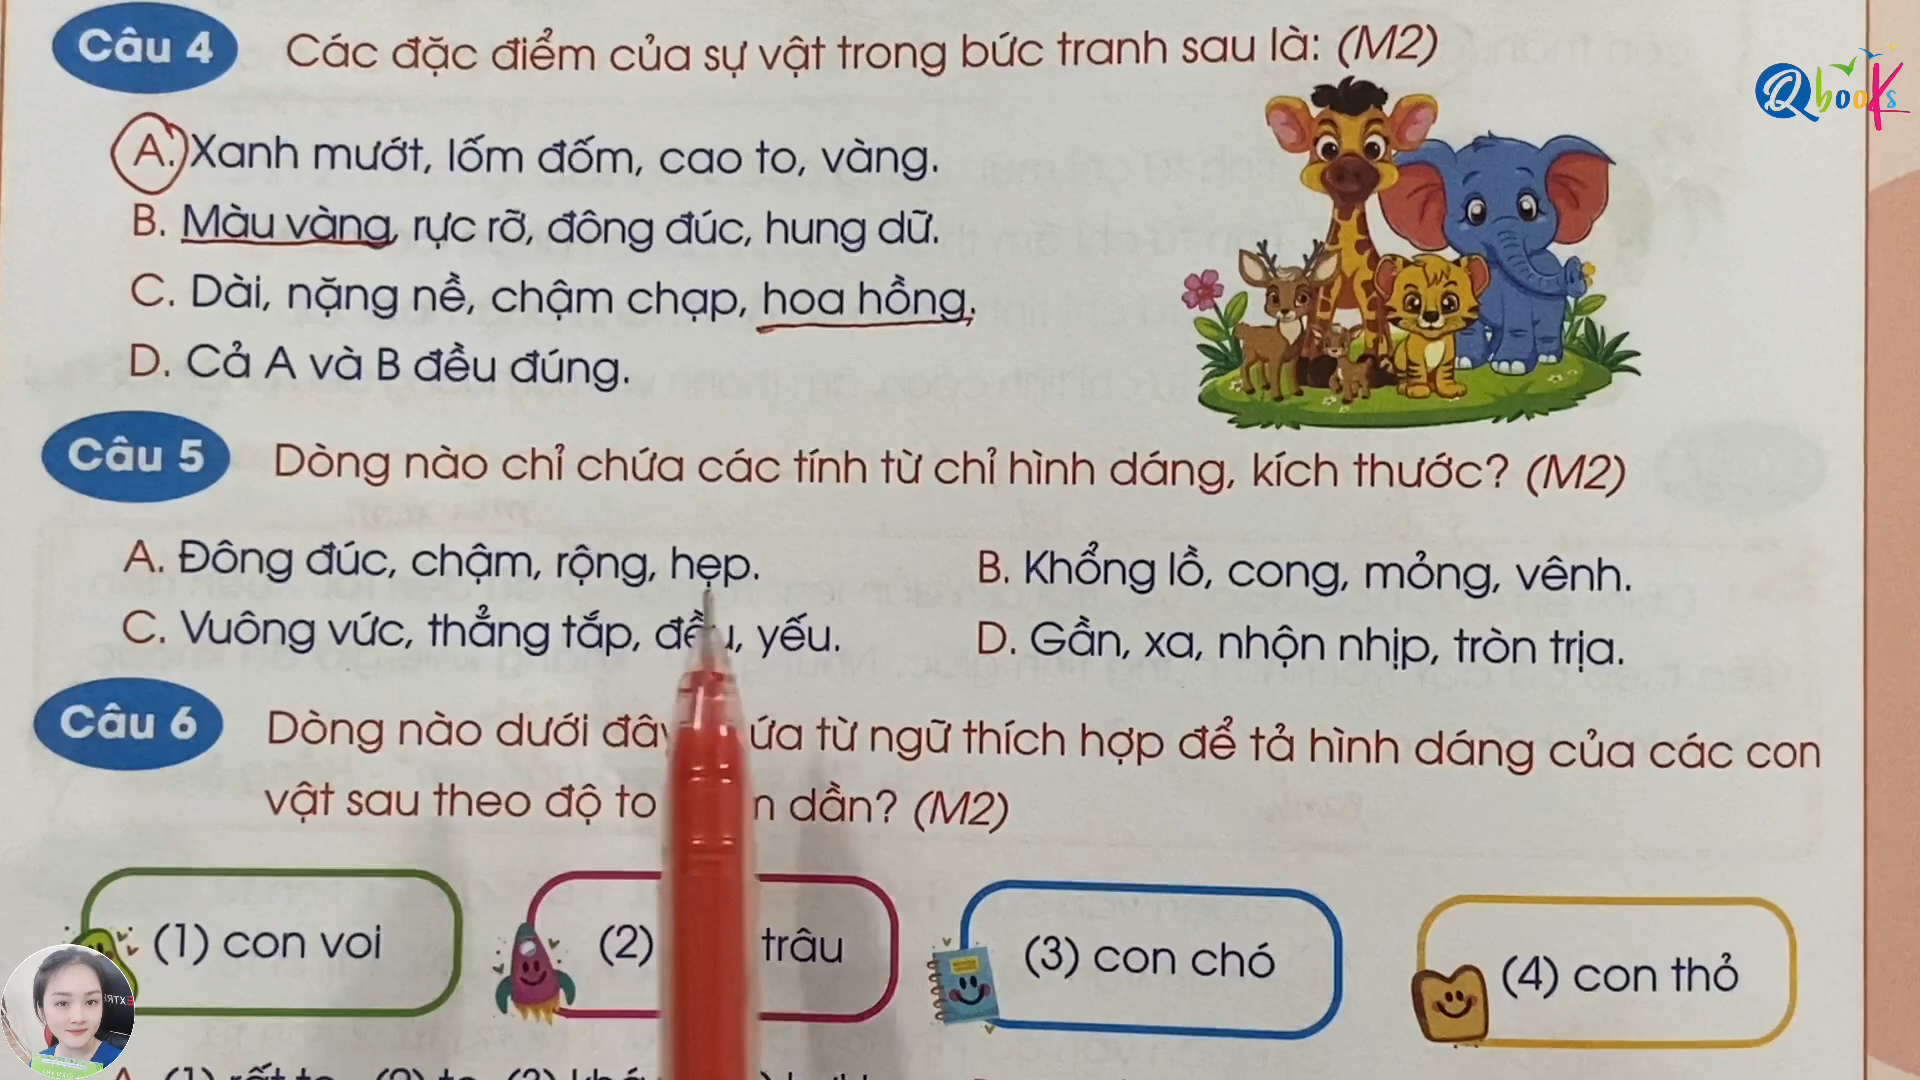 Qbooks
Câu 4 Các đặc điểm của sự vật trong bức tranh sau là: (M2)
A. Xanh mướt, lốm đốm, cao to, vàng.
B. Màu vàng, rực rỡ, đông đúc, hung dữ.
C. Dài, nặng nề, chậm chạp, hoa hồng.
D. Cả A và B đều đúng.
Câu 5 Dòng nào chỉ chứa các tính từ chỉ hình dáng, kích thước? (M2)
A. Đông đúc, chậm, rộng, hẹp. B. Khổng lồ, cong, mỏng, vênh.
C. Vuông vức, thẳng tắp, đều, yếu. D. Gần, xa, nhộn nhịp, tròn trịa.
Câu 6 Dòng nào dưới từ ngữ thích hợp để tả hình dáng của các con
vật sau theo độ to dần? (M2)
(1) con voi (2) trâu (3) con chó (4) con thỏ